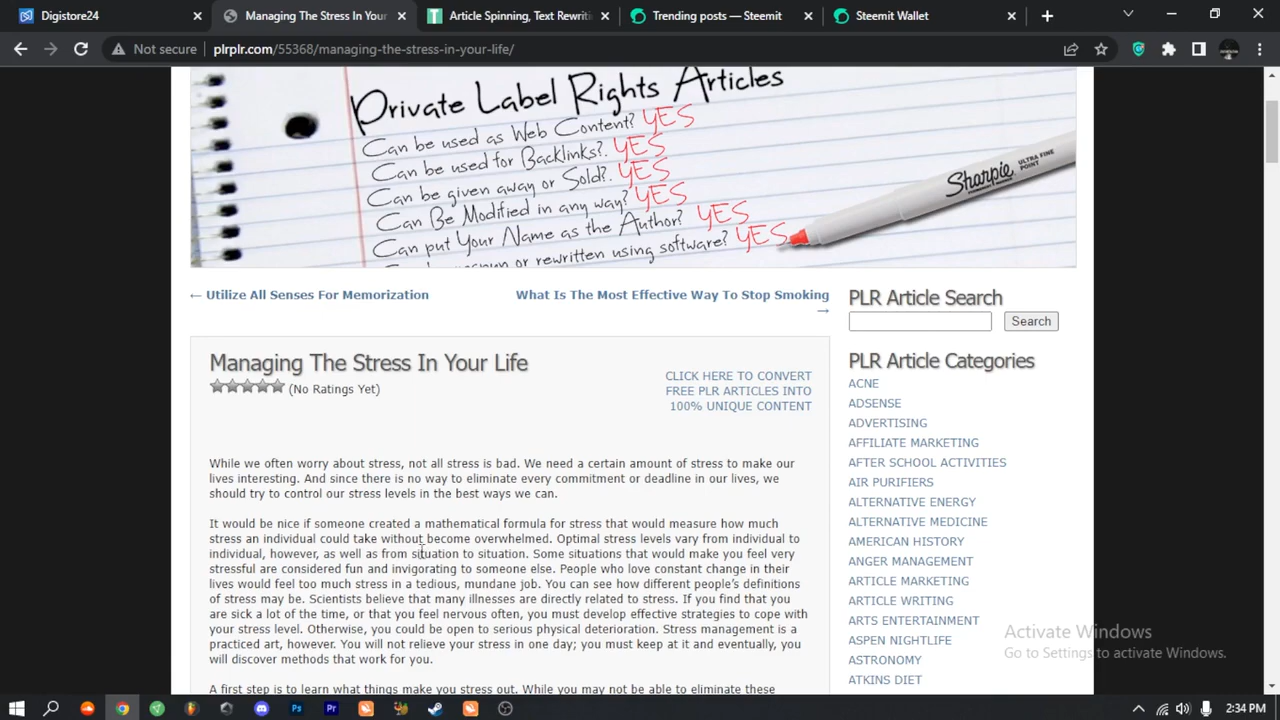 Digistore24
Managing The Stress In Your
Article Spinning, Text Rewriti
Trending posts — Steemit
Steemit Wallet
Not secure
plrplr.com/55368/managing-the-stress-in-your-life/
Private Label Rights Articles
Can be used as Web Content? YES
Can be used for Backlinks?. YES
Can be given away or Sold?. YES
Can Be Modified in any way? YES
Can put Your Name as the Author? YES
or rewritten using software? YES
Sharpie
ULTRA FINE
POINT
← Utilize All Senses For Memorization
What Is The Most Effective Way To Stop Smoking
→
PLR Article Search
Search
Managing The Stress In Your Life
(No Ratings Yet)
CLICK HERE TO CONVERT
FREE PLR ARTICLES INTO
100% UNIQUE CONTENT
While we often worry about stress, not all stress is bad. We need a certain amount of stress to make our
lives interesting. And since there is no way to eliminate every commitment or deadline in our lives, we
should try to control our stress levels in the best ways we can.
It would be nice if someone created a mathematical formula for stress that would measure how much
stress an individual could take without become overwhelmed. Optimal stress levels vary from individual to
individual, however, as well as from situation to situation. Some situations that would make you feel very
stressful are considered fun and invigorating to someone else. People who love constant change in their
lives would feel too much stress in a tedious, mundane job. You can see how different people's definitions
of stress may be. Scientists believe that many illnesses are directly related to stress. If you find that you
are sick a lot of the time, or that you feel nervous often, you must develop effective strategies to cope with
your stress level. Otherwise, you could be open to serious physical deterioration. Stress management is a
practiced art, however. You will not relieve your stress in one day; you must keep at it and eventually, you
will discover methods that work for you.
A first step is to learn what things make you stress out. While you may not be able to eliminate these
PLR Article Categories
ACNE
ADSENSE
ADVERTISING
AFFILIATE MARKETING
AFTER SCHOOL ACTIVITIES
AIR PURIFIERS
ALTERNATIVE ENERGY
ALTERNATIVE MEDICINE
AMERICAN HISTORY
ANGER MANAGEMENT
ARTICLE MARKETING
ARTICLE WRITING
ARTS ENTERTAINMENT
ASPEN NIGHTLIFE
ASTRONOMY
ATKINS DIET
Activate Windows
Go to Settings to activate Windows.
2:34 PM